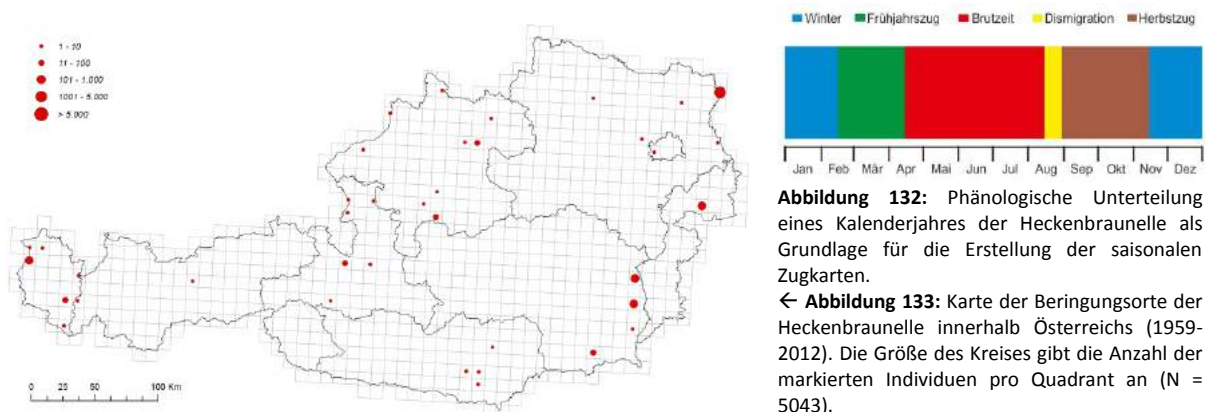 1 - 10
11 - 100
101 - 1.000
1001 - 5.000
> 5.000
0 25 50 100 Km
Winter Frühjahrszug Brutzeit Dismigration Herbstzug
Jan Feb Mär Apr Mai Jun Jul Aug Sep Okt Nov Dez
Abbildung 132: Phänologische Unterteilung
eines Kalenderjahres der Heckenbraunelle als
Grundlage für die Erstellung der saisonalen
Zugkarten.
← Abbildung 133: Karte der Beringungsorte der
Heckenbraunelle innerhalb Österreichs (1959-
2012). Die Größe des Kreises gibt die Anzahl der
markierten Individuen pro Quadrant an (N =
5043).